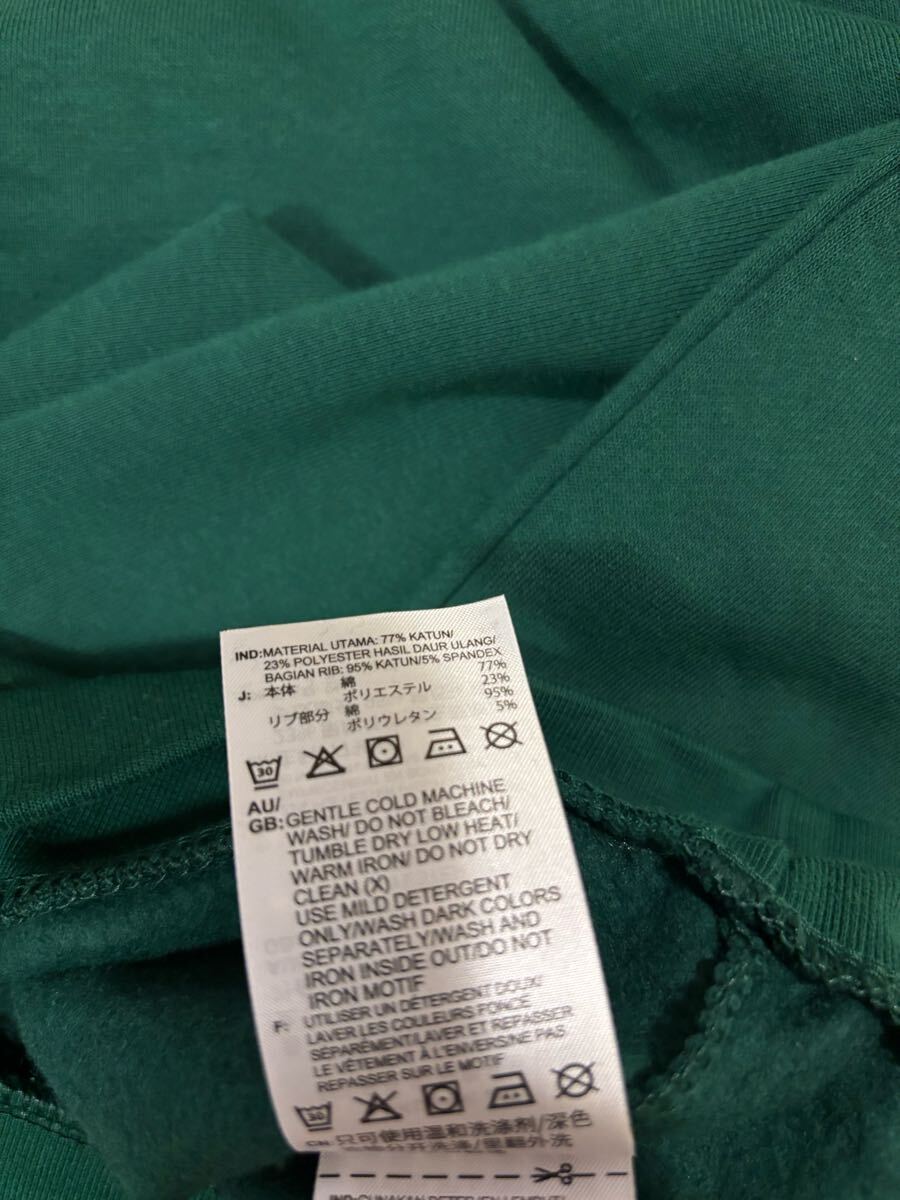 IND:MATERIAL UTAMA: 77% KATUN/
23% POLYESTER HASIL DAUR ULANG/
BAGIAN RIB: 95% KATUN/5% SPANDEX
J: 本体 綿 77%
ポリエステル 23%
リブ部分 綿 95%
ポリウレタン 5%
30
AU/
GB: GENTLE COLD MACHINE
WASH/ DO NOT BLEACH/
TUMBLE DRY LOW HEAT/
WARM IRON/ DO NOT DRY
CLEAN (X)
USE MILD DETERGENT
ONLY/WASH DARK COLORS
SEPARATELY/WASH AND
IRON INSIDE OUT/DO NOT
IRON MOTIF
F: UTILISER UN DÉTERGENT DOUX/
LAVER LES COULEURS FONCE
SÉPARÉMENT/LAVER ET REPASSER
LE VÊTEMENT À L'ENVERS/NE PAS
REPASSER SUR LE MOTIF
30
CN: 只可使用温和洗涤剂/深色